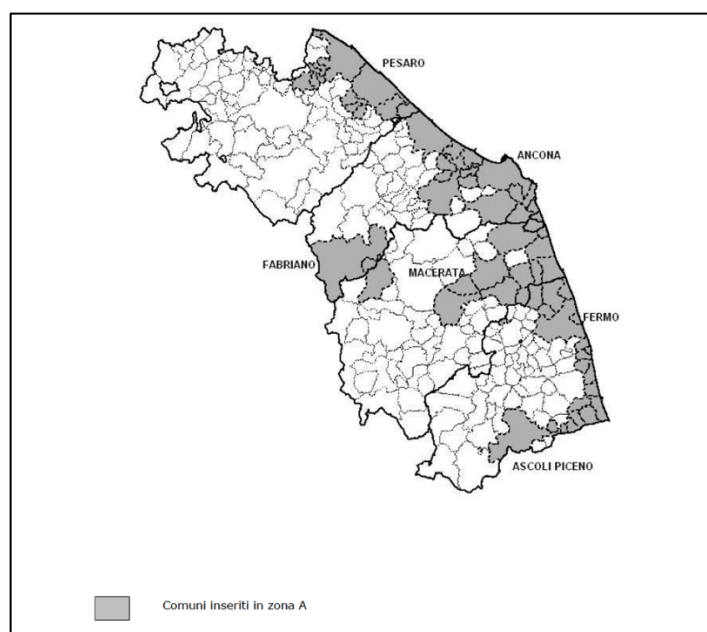 PESARO
ANCONA
FABRIANO
MACERATA
FERMO
ASCOLI PICENO
Comuni inseriti in zona A